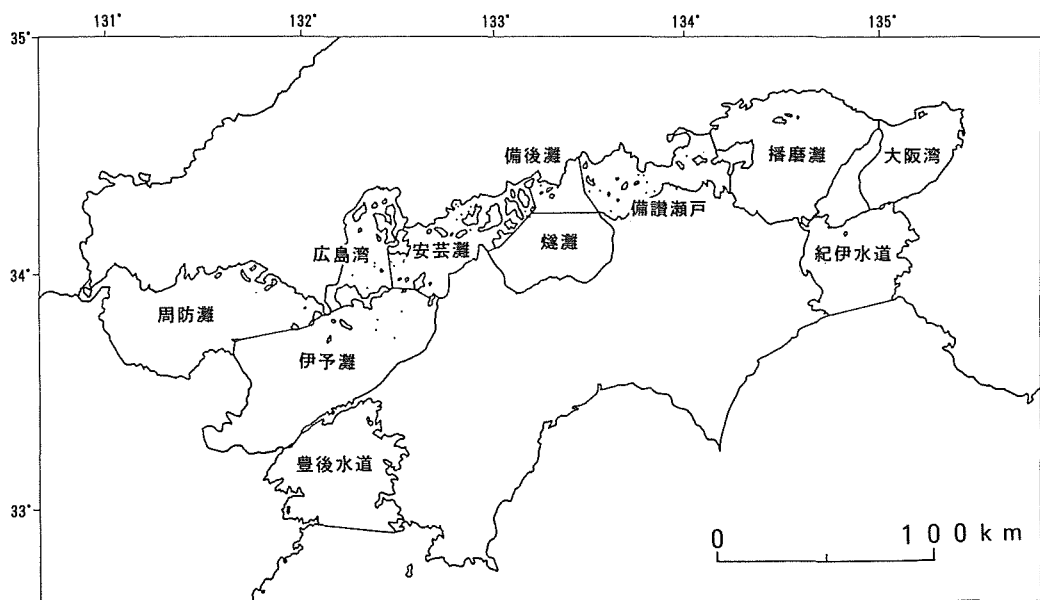 131°
132°
133°
134°
135°
35°
備後灘
播磨灘
大阪湾
備讃瀬戸
広島湾
安芸灘
燧灘
紀伊水道
34°
周防灘
伊予灘
豊後水道
33°
0
100km